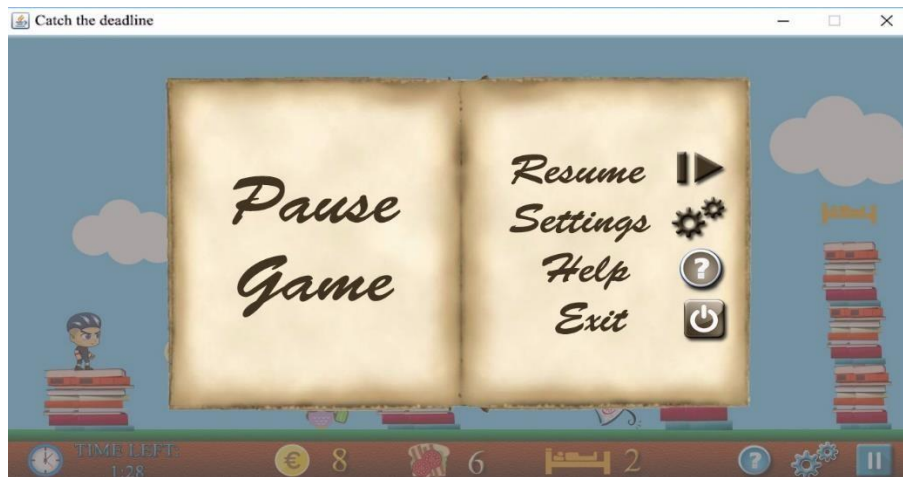 Catch the deadline
Pause
Game
Resume
Settings
Help
Exit
TIME LEFT:
1:28
8
6
2